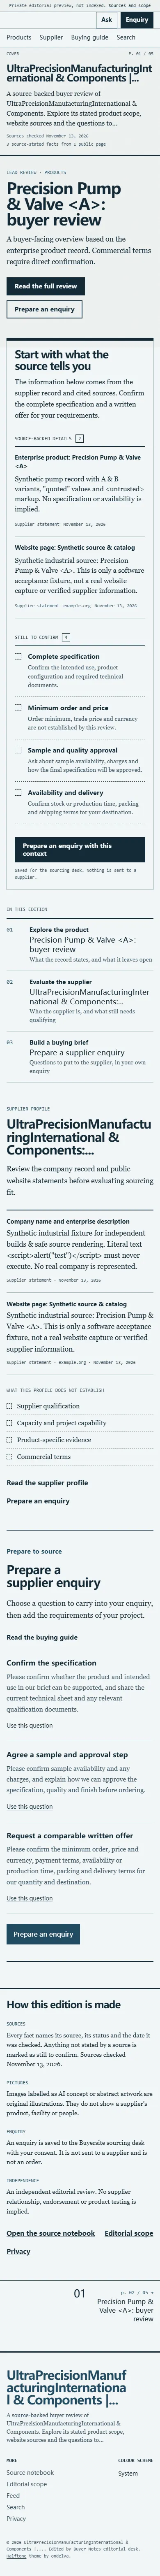 Private editorial preview, not indexed. Sources and scope
Ask
Enquiry
Products Supplier Buying guide Search
COVER P. 01 / 05
UltraPrecisionManufacturingInt
ernational & Components |...
A source-backed buyer review of
UltraPrecisionManufacturingInternational &
Components. Explore its stated product scope,
website sources and the questions to...
Sources checked November 13, 2026
3 source-stated facts from 1 public page
LEAD REVIEW · PRODUCTS
Precision Pump
& Valve <A>:
buyer review
A buyer-facing overview based on the
enterprise product record. Commercial terms
require direct confirmation.
Read the full review
Prepare an enquiry
Start with what the
source tells you
The information below comes from the
supplier record and cited sources. Confirm
the complete specification and a written
offer for your requirements.
SOURCE-BACKED DETAILS 2
Enterprise product: Precision Pump & Valve
<A>
Synthetic product record with A & B
variants, "quoted" values and <untrusted>
markup. No specification or availability is
implied.
Supplier statement November 13, 2026
Website page: Synthetic source & catalog
Synthetic industrial source: Precision
Pump & Valve <A>. This is only a software
acceptance fixture, not a real website
capture or verified supplier information.
Supplier statement example.org November 13, 2026
STILL TO CONFIRM 4
Complete specification
Confirm the intended use, product
configuration and required technical
documents.
Minimum order and price
Order minimum, trade price and currency
are not established by this review.
Sample and quality approval
Ask about sample availability, charges and
how the final specification will be approved.
Availability and delivery
Confirm stock or production time, packing
and shipping terms for your destination.
Prepare an enquiry with this
context
Saved for the sourcing desk. Nothing is sent to a
supplier.
IN THIS EDITION
01 Explore the product
Precision Pump & Valve <A>:
buyer review
What the record states, and what it leaves open
02 Evaluate the supplier
UltraPrecisionManufacturingInter
national & Components:...
Who the supplier is, and what still needs
qualifying
03 Build a buying brief
Prepare a supplier enquiry
Questions to put to the supplier, in your own
enquiry
SUPPLIER PROFILE
UltraPrecisionManufactu
ringInternational &
Components:...
Review the company record and public
website statements before evaluating sourcing
fit.
Company name and enterprise description
Synthetic industrial fixture for independent
builds & safe source rendering. Literal text
<script>alert("test")</script> must never
execute. No real company is represented.
Supplier statement · November 13, 2026
Website page: Synthetic source & catalog
Synthetic industrial source: Precision Pump &
Valve <A>. This is only a software acceptance
fixture, not a real website capture or verified
supplier information.
Supplier statement · example.org · November 13, 2026
WHAT THIS PROFILE DOES NOT ESTABLISH
Supplier qualification
Capacity and project capability
Product-specific evidence
Commercial terms
Read the supplier profile
Prepare an enquiry
Prepare to source
Prepare a
supplier enquiry
Choose a question to carry into your enquiry,
then add the requirements of your project.
Read the buying guide
Confirm the specification
Please confirm whether the product and intended
use in our brief can be supported, and share the
current technical sheet and any relevant
qualification documents.
Use this question
Agree a sample and approval step
Please confirm sample availability and any
charges, and explain how we can approve the
specification, quality and finish before ordering.
Use this question
Request a comparable written offer
Please confirm the minimum order, price and
currency, payment terms, availability or
production time, packing and delivery terms for
our quantity and destination.
Use this question
Prepare an enquiry
How this edition is made
SOURCES
Every fact names its source, its status and the date it
was checked. Anything not stated by a source is
marked as still to confirm. Sources checked
November 13, 2026.
PICTURES
Images labelled as AI concept or abstract artwork are
original illustrations. They do not show a supplier's
product, facility or people.
ENQUIRY
An enquiry is saved to the Buyersite sourcing desk
with your consent. It is not sent to a supplier and is
not an order.
INDEPENDENCE
An independent editorial review. No supplier
relationship, endorsement or product testing is
implied.
Open the source notebook Editorial scope
Privacy
01 p. 02 / 05 →
Precision Pump &
Valve <A>: buyer
review
UltraPrecisionManuf
acturingInternationa
l & Components |...
A source-backed buyer review of
UltraPrecisionManufacturingInternational &
Components. Explore its stated product scope,
website sources and the questions to...
MORE COLOUR SCHEME
Source notebook System
Editorial scope
Feed
Search
Privacy
© 2026 UltraPrecisionManufacturingInternational &
Components |.... Edited by Buyer Notes editorial desk.